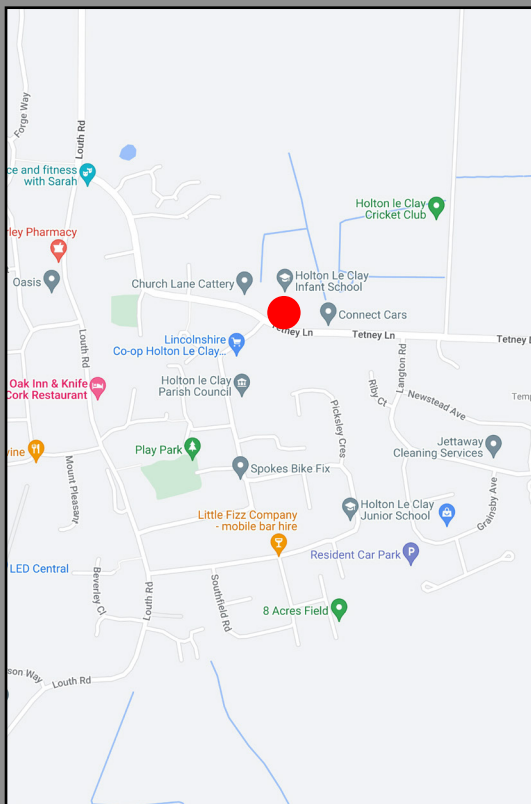 Forge Way
Louth Rd
ce and fitness
with Sarah
Holton le Clay
Cricket Club
ley Pharmacy
Oasis
Church Lane Cattery
Holton Le Clay
Infant School
Connect Cars
Tetney Ln
Tetney Ln
Tetney L
Louth Rd
Lincolnshire
Co-op Holton Le Clay...
Langton Rd
Oak Inn & Knife
Cork Restaurant
Holton le Clay
Parish Council
Riby Ct
Newstead Ave
Temp
Picksley Cres
vine
Play Park
Jettaway
Cleaning Services
Mount Pleasant
Spokes Bike Fix
Grainsby Ave
Holton Le Clay
Junior School
Little Fizz Company
- mobile bar hire
Resident Car Park
P
LED Central
Beverley Cl
Louth Rd
Southfield Rd
8 Acres Field
son Way
Louth Rd